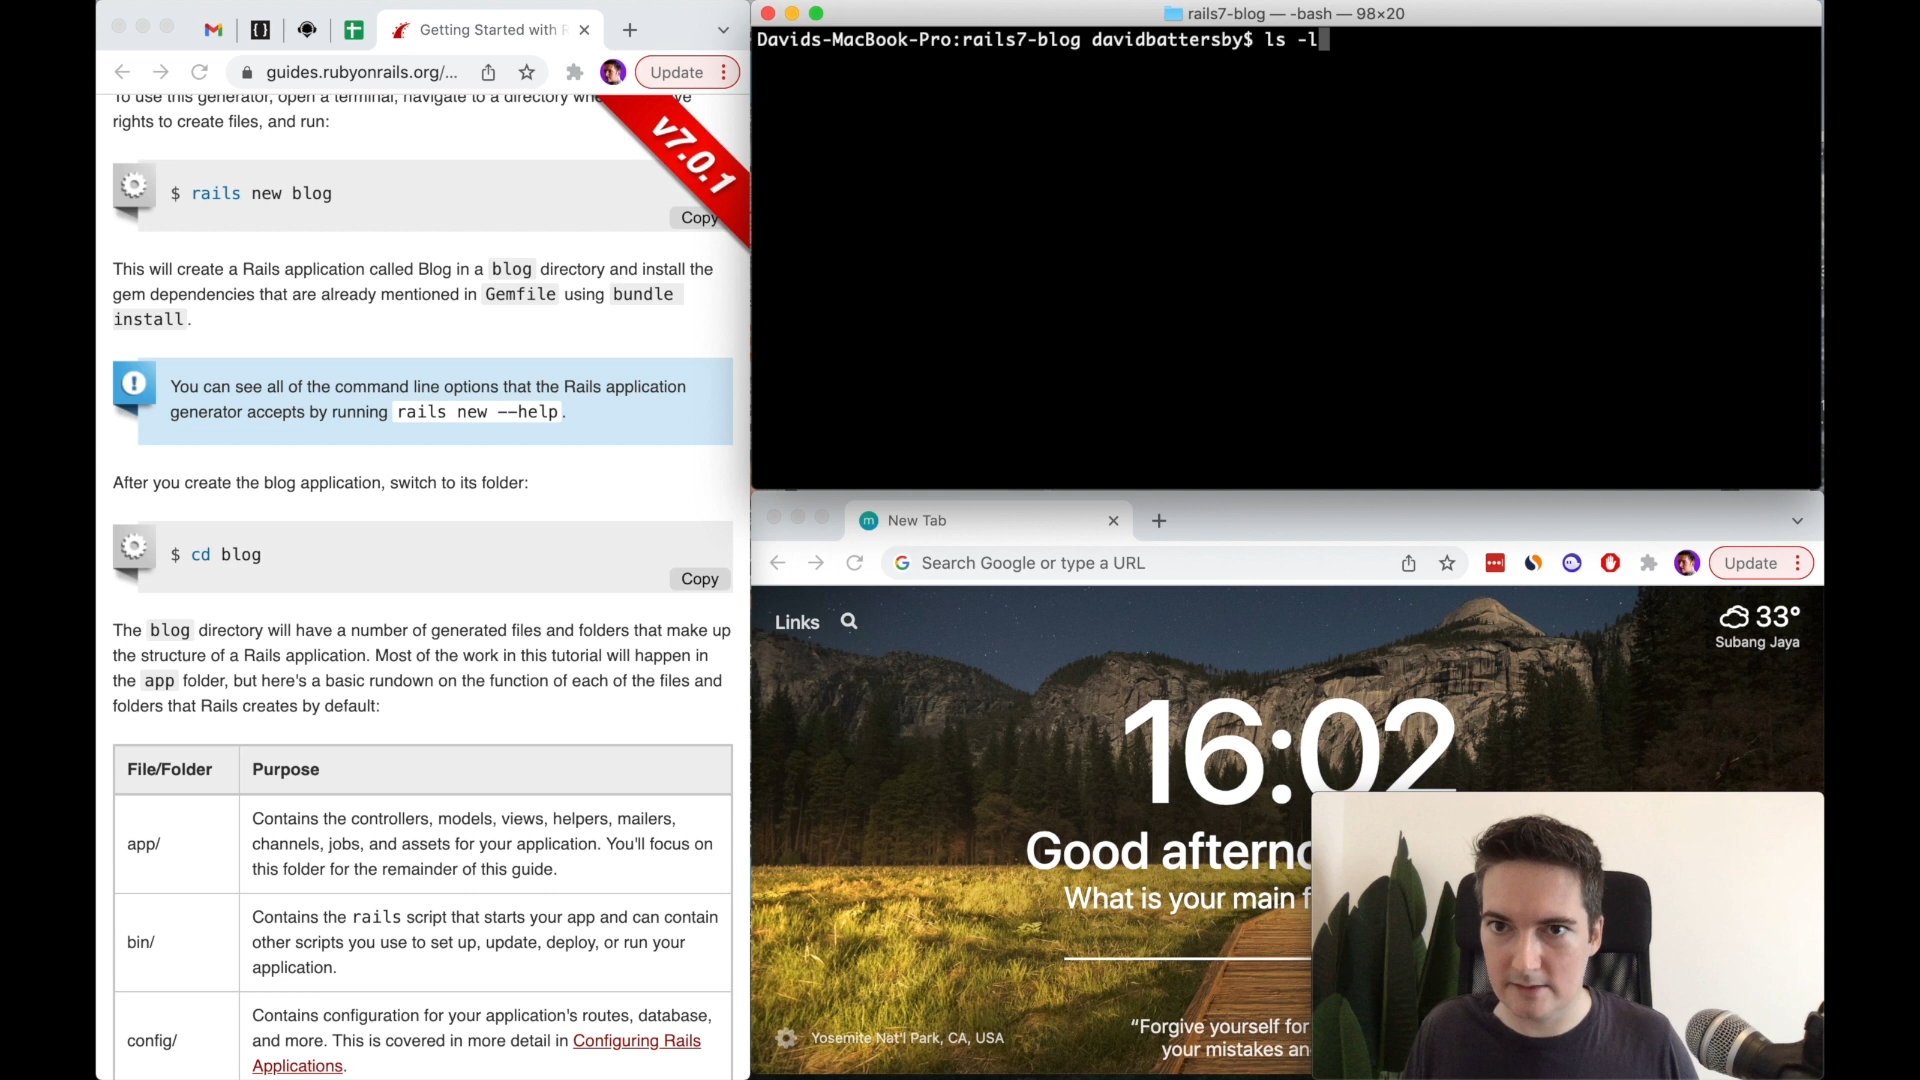 Getting Started with R
guides.rubyonrails.org/...
Update
To use this generator, open a terminal, navigate to a directory whe ve
rights to create files, and run:
v7.0.1
$ rails new blog
Copy
This will create a Rails application called Blog in a blog directory and install the
gem dependencies that are already mentioned in Gemfile using bundle
install.
You can see all of the command line options that the Rails application
generator accepts by running rails new --help.
After you create the blog application, switch to its folder:
$ cd blog
Copy
The blog directory will have a number of generated files and folders that make up
the structure of a Rails application. Most of the work in this tutorial will happen in
the app folder, but here's a basic rundown on the function of each of the files and
folders that Rails creates by default:
File/Folder Purpose
app/
Contains the controllers, models, views, helpers, mailers,
channels, jobs, and assets for your application. You'll focus on
this folder for the remainder of this guide.
bin/
Contains the rails script that starts your app and can contain
other scripts you use to set up, update, deploy, or run your
application.
config/
Contains configuration for your application's routes, database,
and more. This is covered in more detail in Configuring Rails
Applications.
rails7-blog — -bash — 98×20
Davids-MacBook-Pro:rails7-blog davidbattersby$ ls -l
m New Tab
Search Google or type a URL
Update
Links
33°
Subang Jaya
16:02
Good afterno
What is your main f
Yosemite Nat'l Park, CA, USA
“Forgive yourself for
your mistakes an